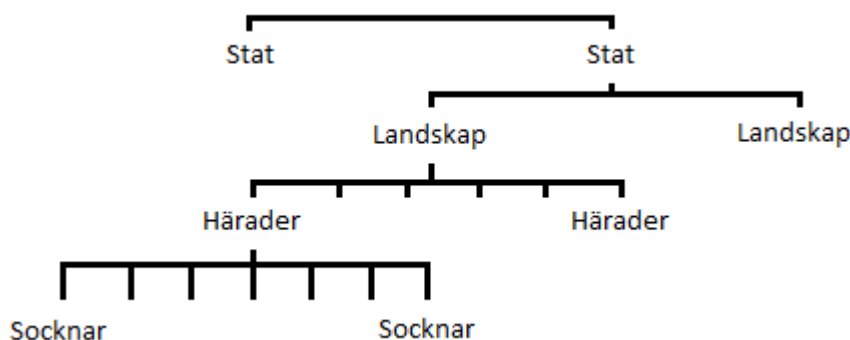 Stat Stat
Landskap Landskap
Härader Härader
Socknar Socknar